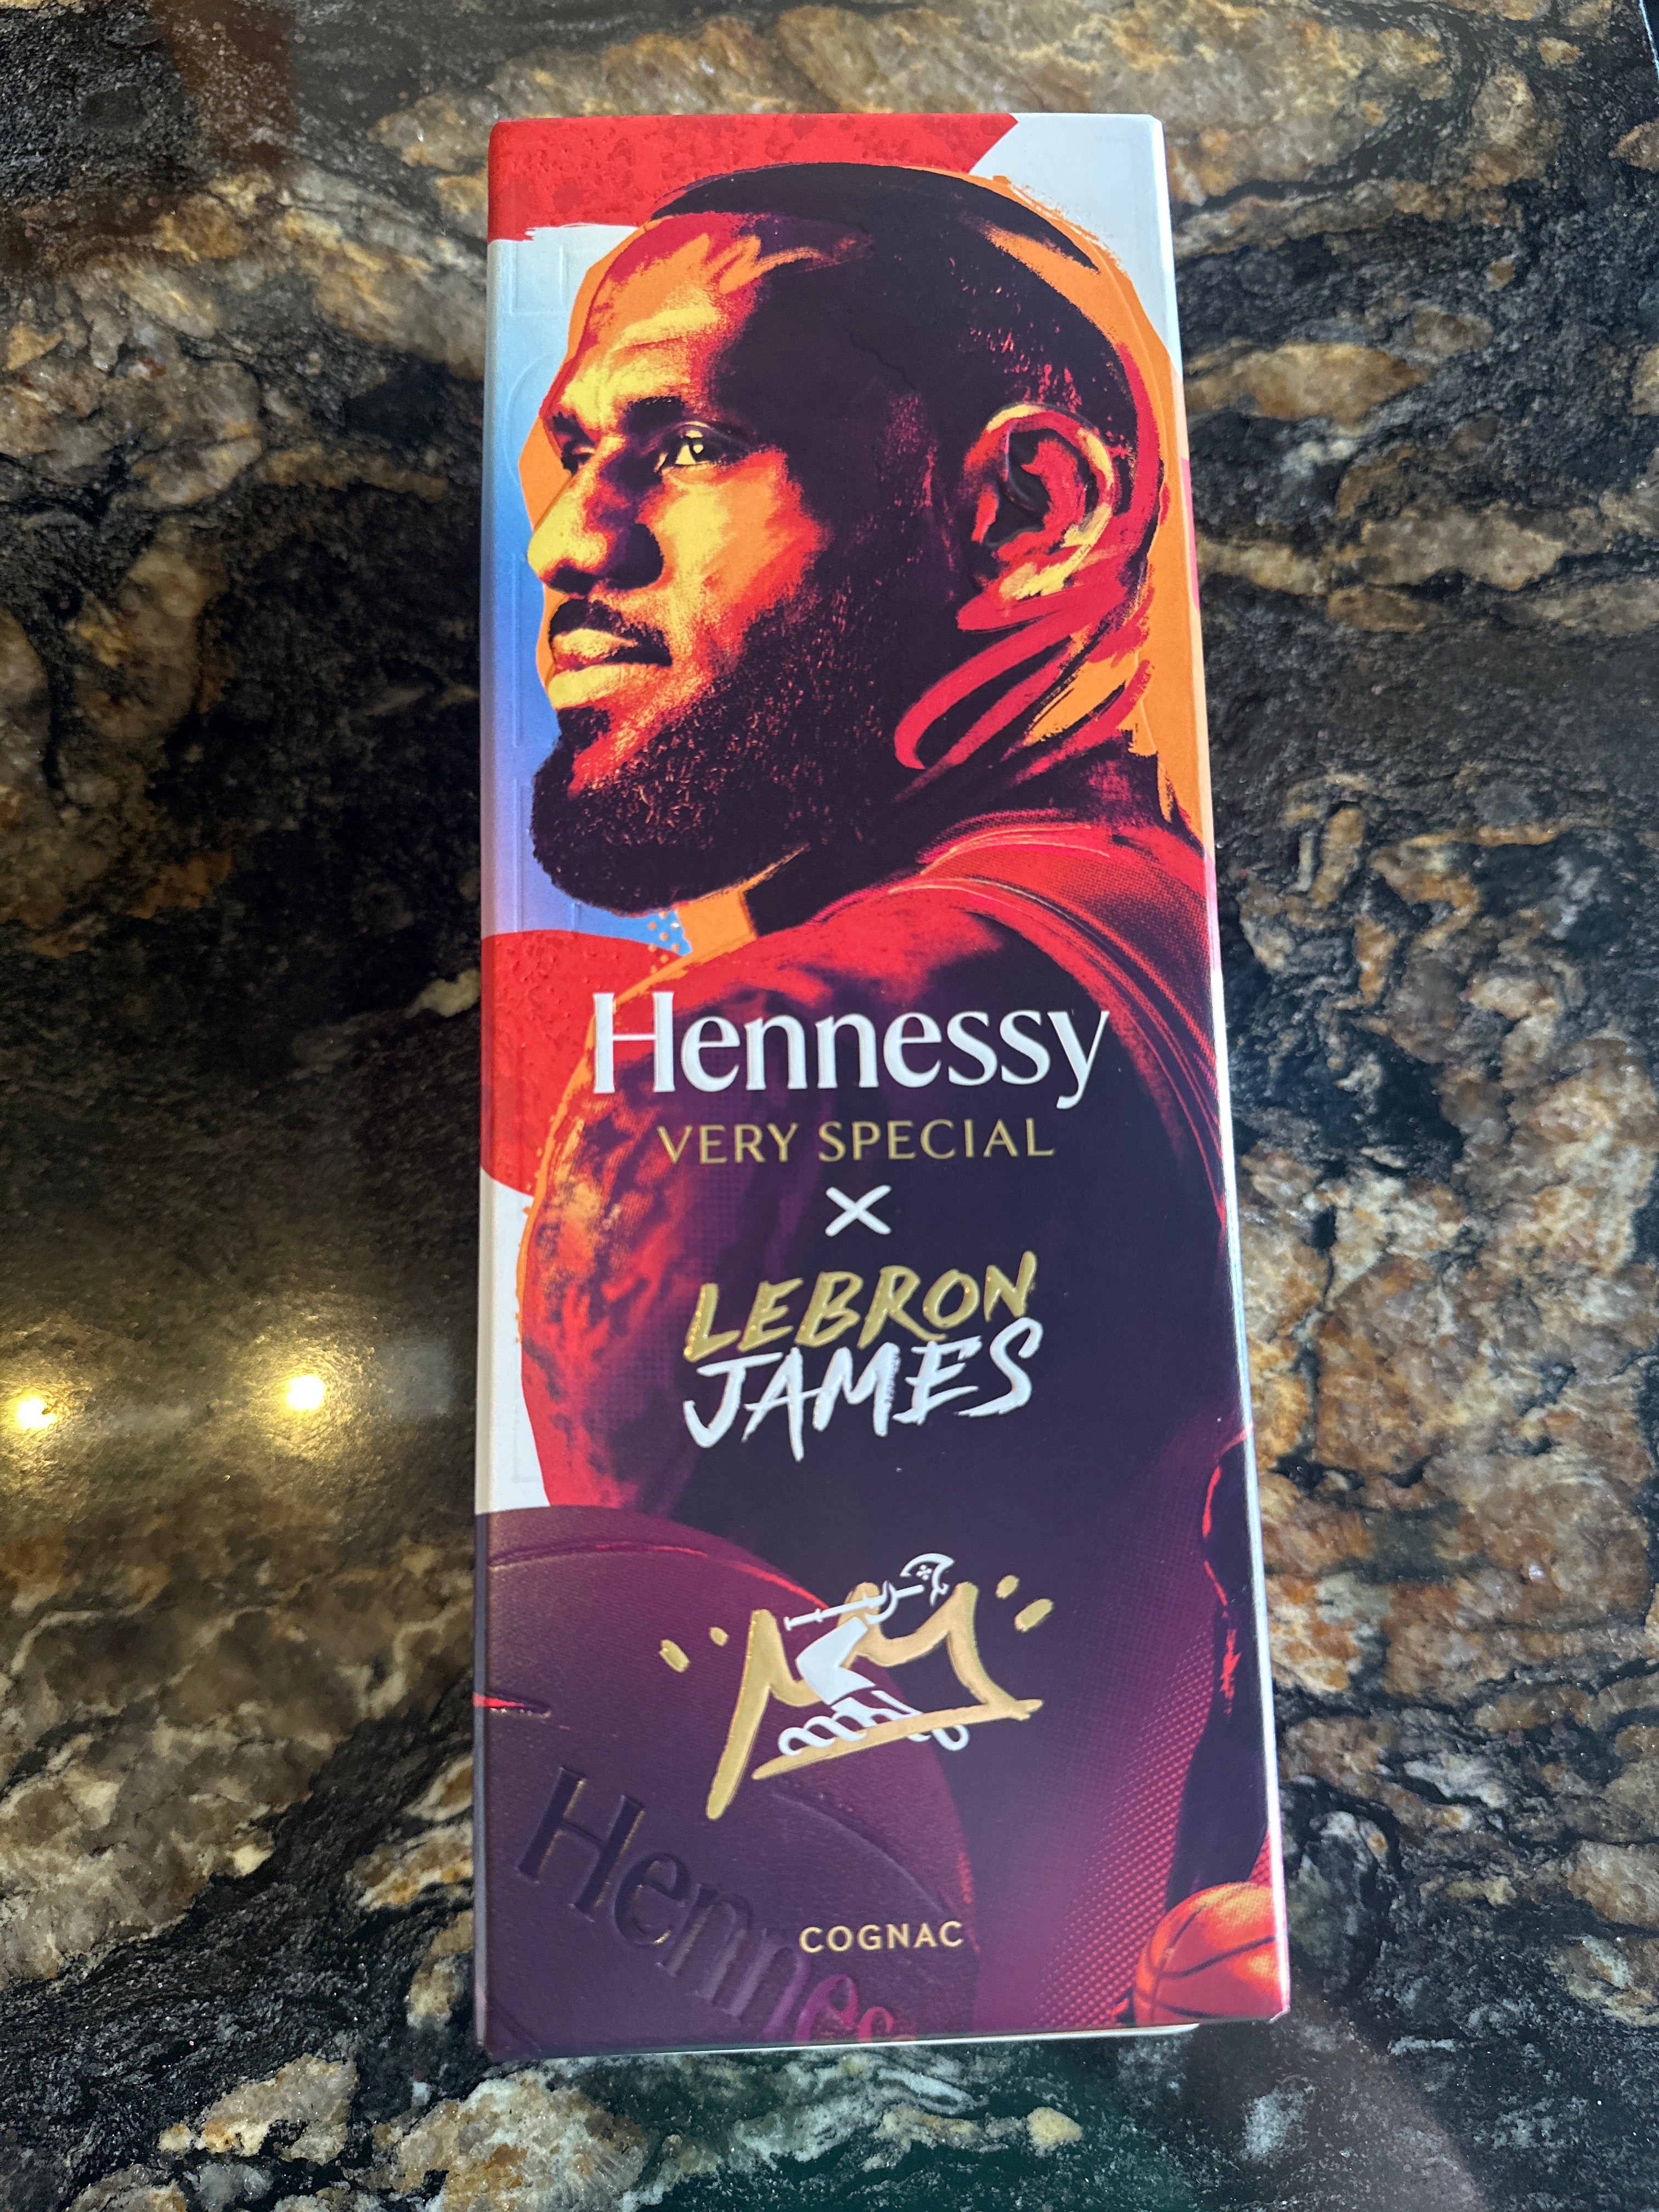 Hennessy
VERY SPECIAL
X
LEBRON
JAMES
COGNAC